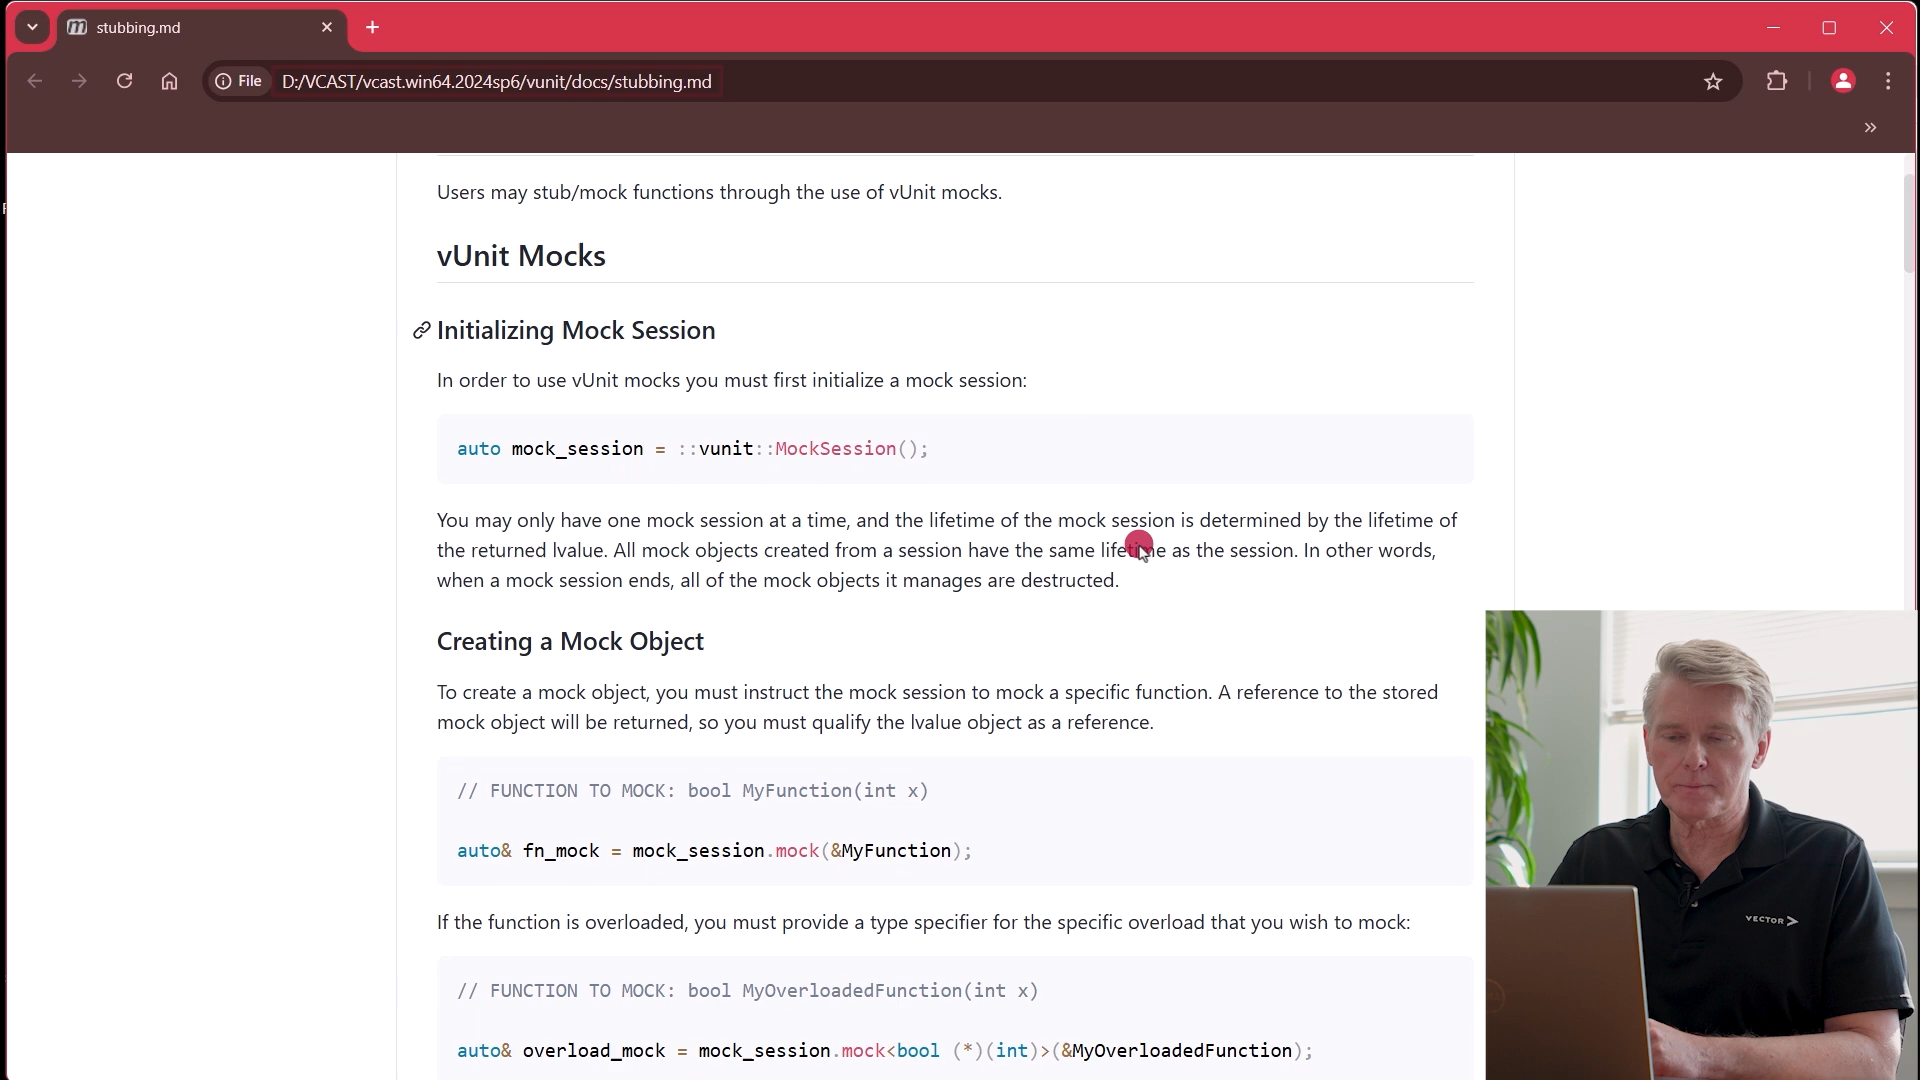 stubbing.md
File
D:/VCAST/vcast.win64.2024sp6/vunit/docs/stubbing.md
Users may stub/mock functions through the use of vUnit mocks.
vUnit Mocks
Initializing Mock Session
In order to use vUnit mocks you must first initialize a mock session:
auto mock_session = ::vunit::MockSession();
You may only have one mock session at a time, and the lifetime of the mock session is determined by the lifetime of
the returned lvalue. All mock objects created from a session have the same lifetime as the session. In other words,
when a mock session ends, all of the mock objects it manages are destructed.
Creating a Mock Object
To create a mock object, you must instruct the mock session to mock a specific function. A reference to the stored
mock object will be returned, so you must qualify the lvalue object as a reference.
// FUNCTION TO MOCK: bool MyFunction(int x)
auto& fn_mock = mock_session.mock(&MyFunction);
If the function is overloaded, you must provide a type specifier for the specific overload that you wish to mock:
// FUNCTION TO MOCK: bool MyOverloadedFunction(int x)
auto& overload_mock = mock_session.mock<bool (*)(int)>(&MyOverloadedFunction);
VECTOR